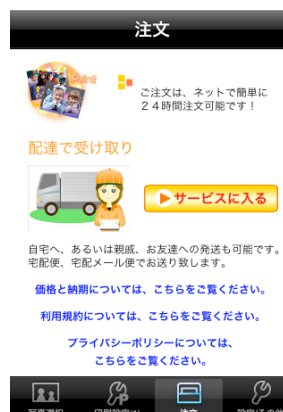 注文
Print
ご注文は、ネットで簡単に
２４時間注文可能です！
配達で受け取り
サービスに入る
自宅へ、あるいは親戚、お友達への発送も可能です。
宅配便、宅配メール便でお送り致します。
価格と納期については、こちらをご覧ください。
利用規約については、こちらをご覧ください。
プライバシーポリシーについては、
こちらをご覧ください。
注文